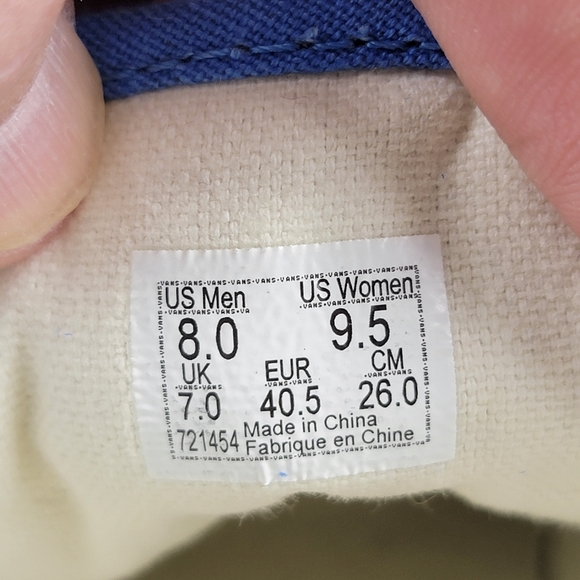 US Men US Women
8.0 9.5
UK EUR CM
7.0 40.5 26.0
721454 Made in China
Fabrique en Chine